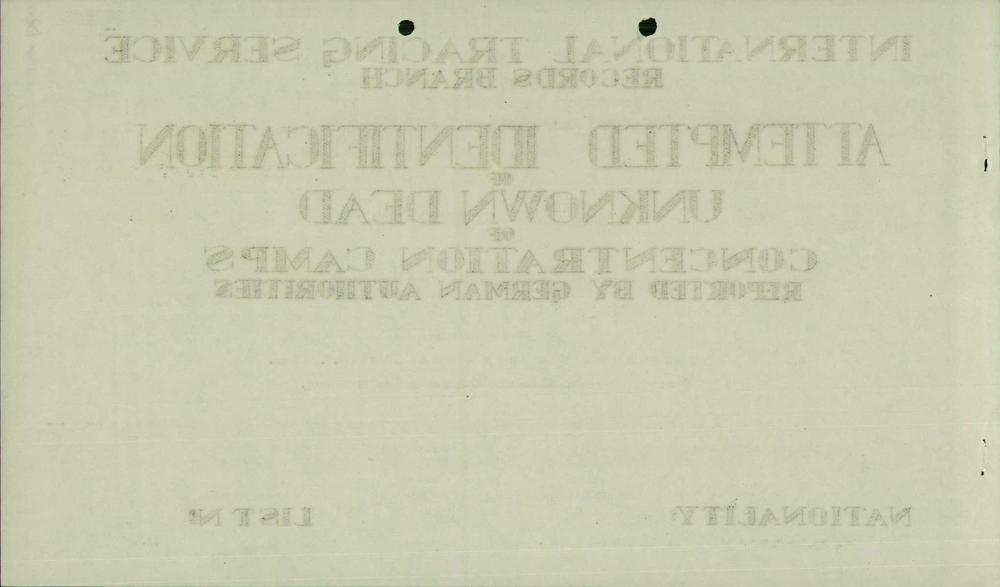 INTERNATIONAL TRACING SERVICE
RECORDS BRANCH
ATTEMPTED IDENTIFICATION
OF
UNKNOWN DEAD
OF
CONCENTRATION CAMPS
REPORTED BY GERMAN AUTHORITIES
NATIONALITY: LIST Nº